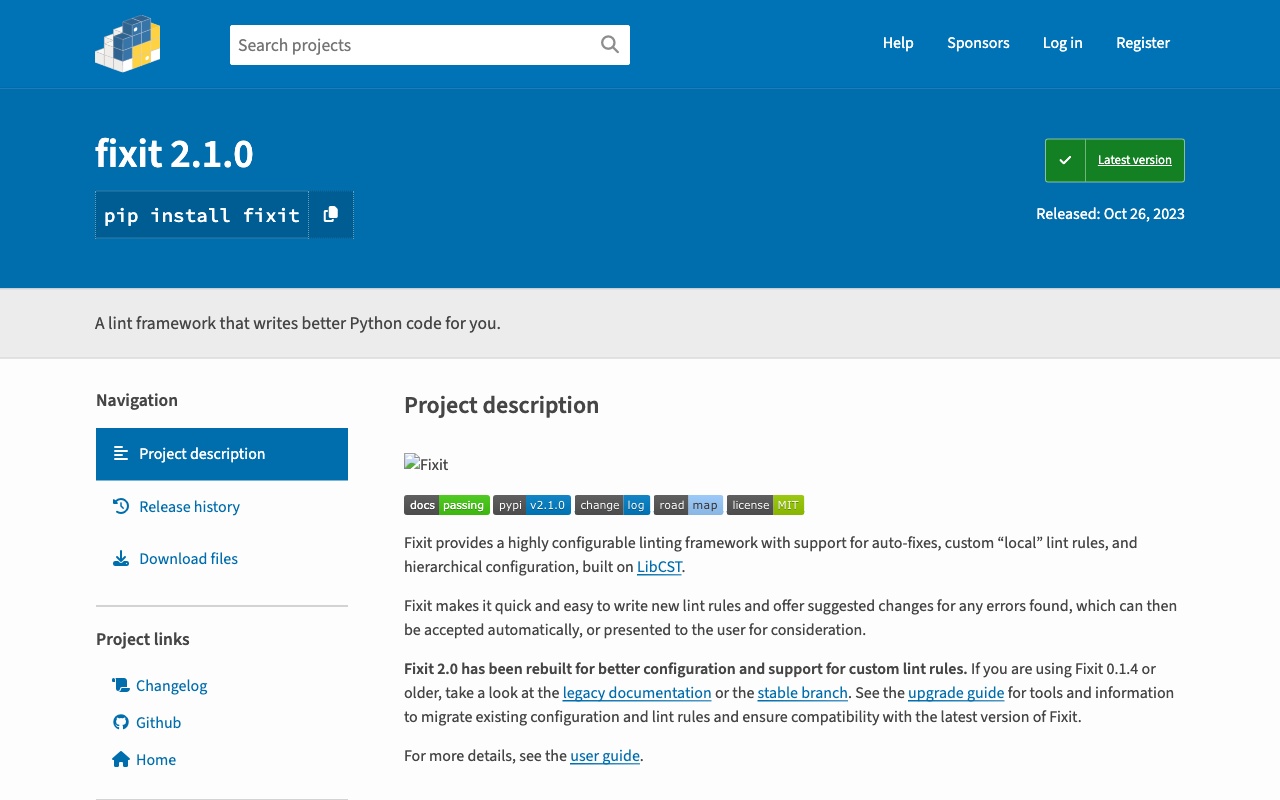 Search projects
Help
Sponsors
Log in
Register
fixit 2.1.0
pip install fixit
Latest version
Released: Oct 26, 2023
A lint framework that writes better Python code for you.
Navigation
Project description
Release history
Download files
Project links
Changelog
Github
Home
Project description
Fixit
docs passing pypi v2.1.0 change log road map license MIT
Fixit provides a highly configurable linting framework with support for auto-fixes, custom “local” lint rules, and
hierarchical configuration, built on LibCST.
Fixit makes it quick and easy to write new lint rules and offer suggested changes for any errors found, which can then
be accepted automatically, or presented to the user for consideration.
Fixit 2.0 has been rebuilt for better configuration and support for custom lint rules. If you are using Fixit 0.1.4 or
older, take a look at the legacy documentation or the stable branch. See the upgrade guide for tools and information
to migrate existing configuration and lint rules and ensure compatibility with the latest version of Fixit.
For more details, see the user guide.